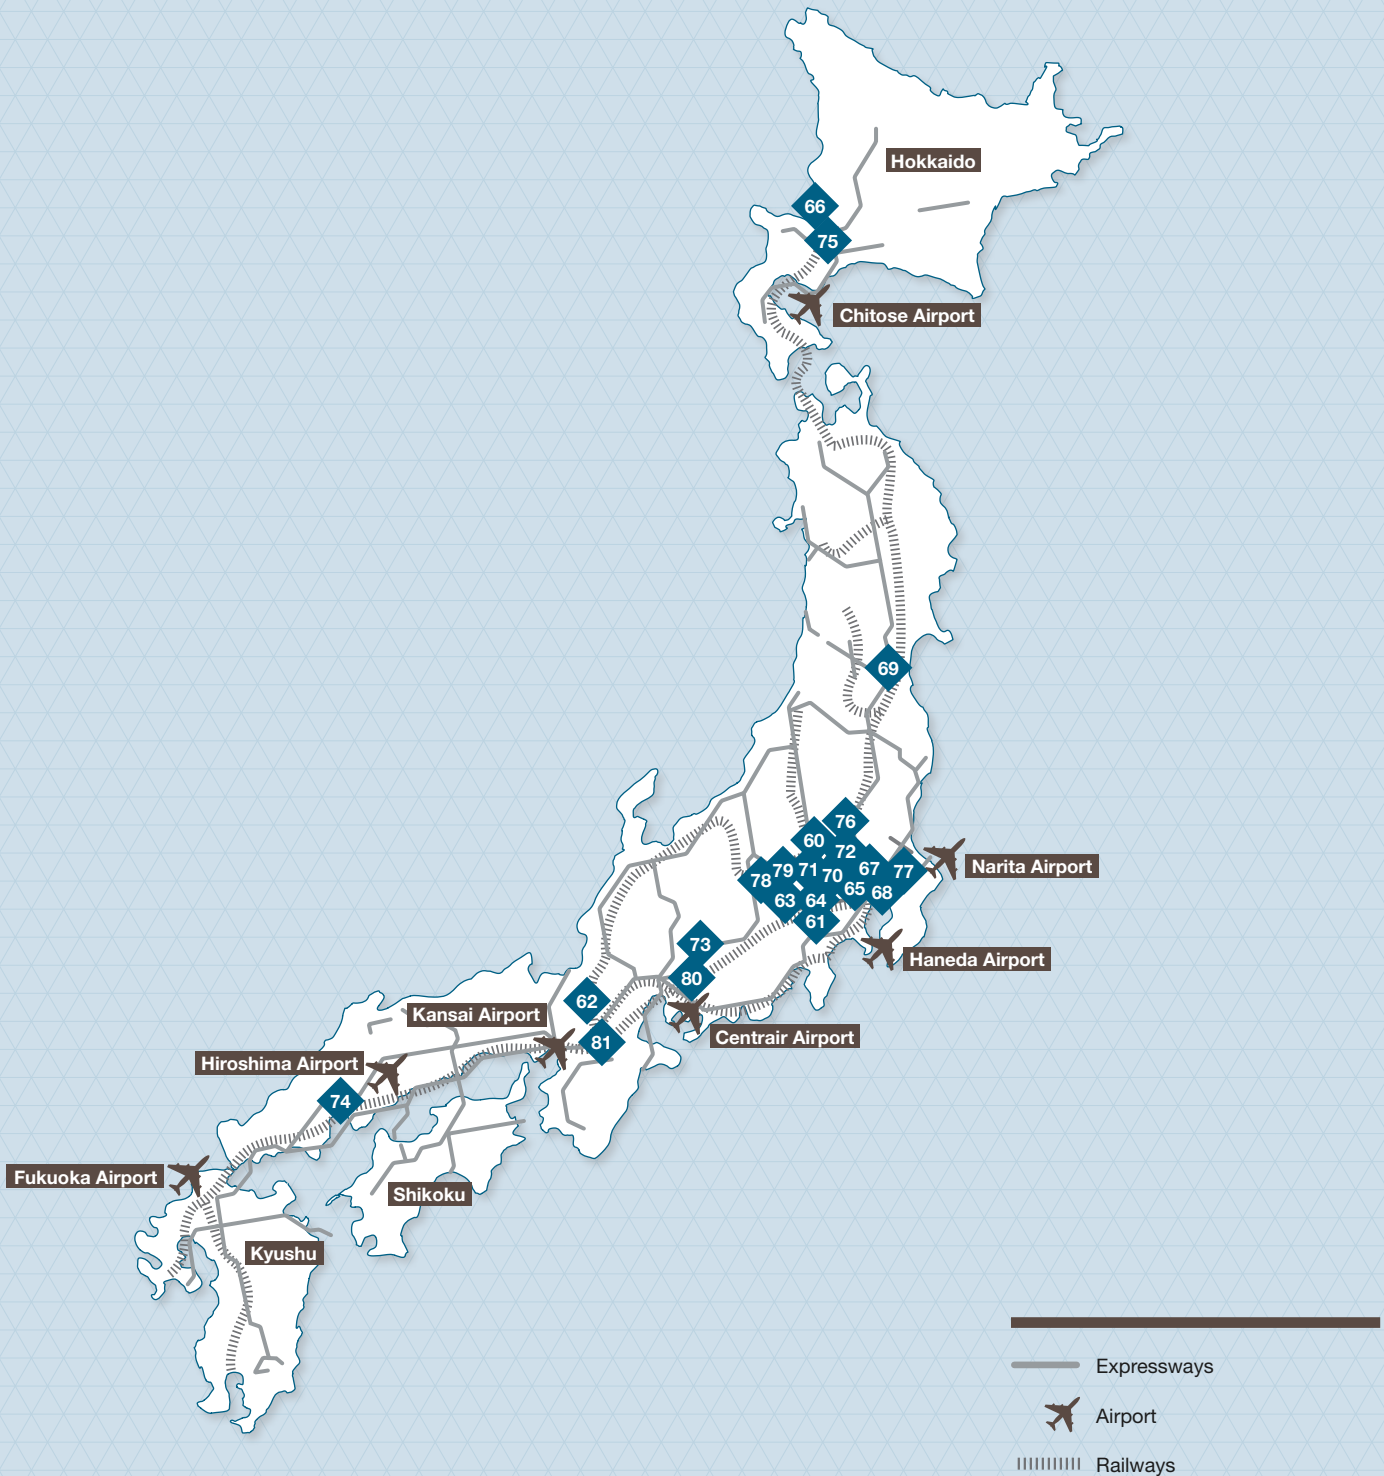 Hokkaido
66
75
Chitose Airport
69
76
60
72
79
71
70
67
77
78
65
68
63
64
61
Narita Airport
73
Haneda Airport
80
62
Kansai Airport
Centrair Airport
81
Hiroshima Airport
74
Fukuoka Airport
Shikoku
Kyushu
Expressways
Airport
Railways